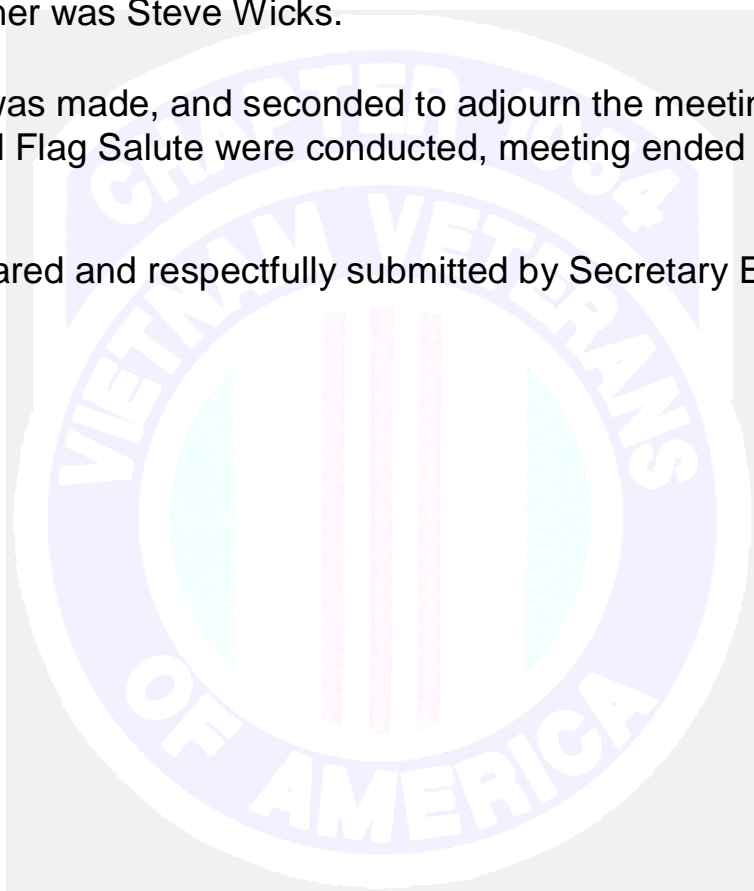 ner was Steve Wicks.
was made, and seconded to adjourn the meetin
d Flag Salute were conducted, meeting ended
ared and respectfully submitted by Secretary E
CHAPTER 1054
VIETNAM VETERANS
OF AMERICA